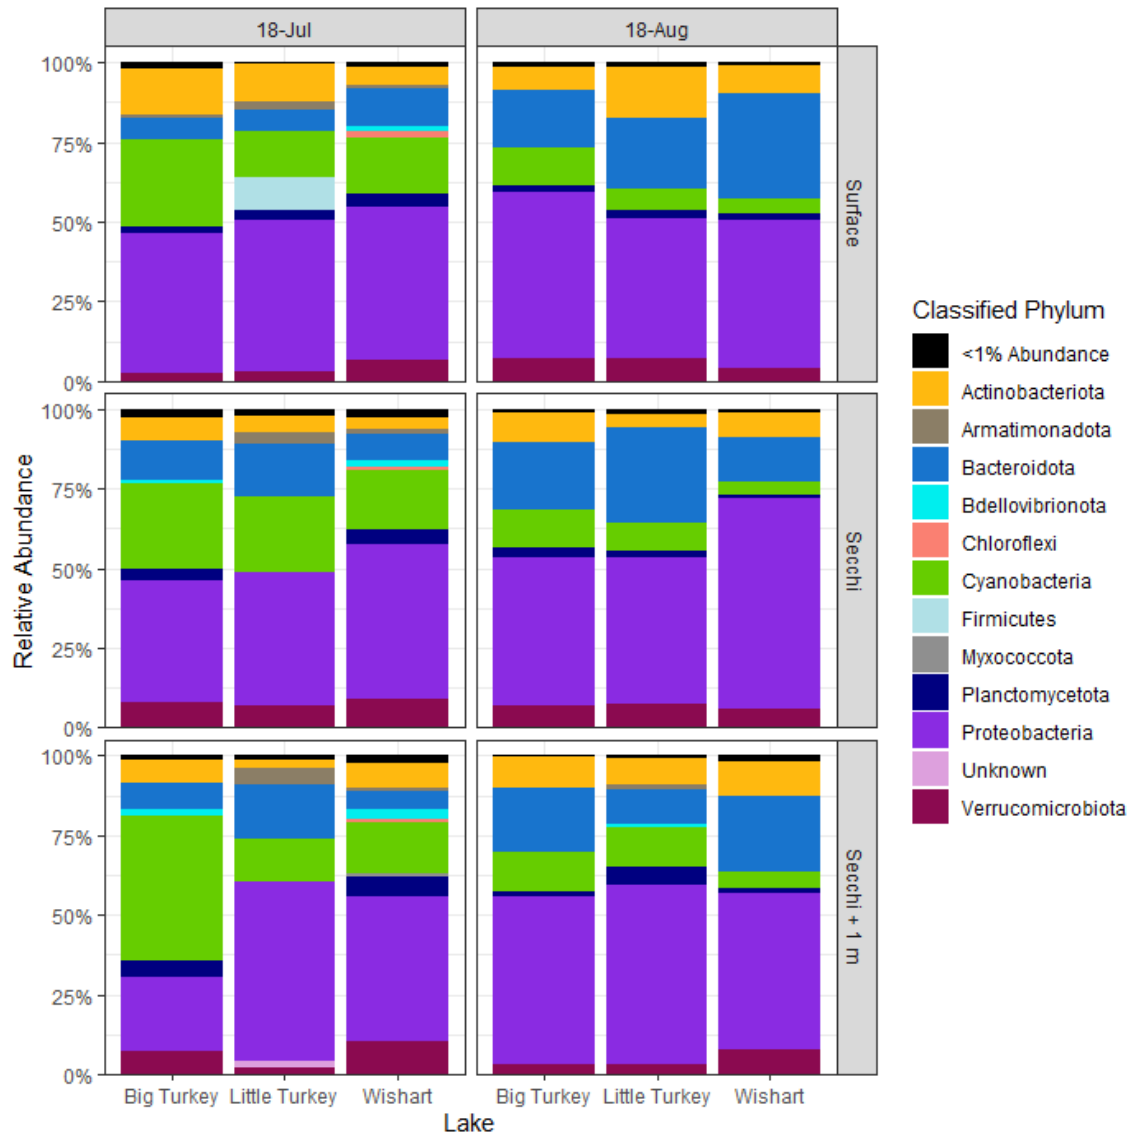 18-Jul
18-Aug
100%
75%
50%
25%
0%
Surface
100%
75%
50%
25%
0%
Secchi
100%
75%
50%
25%
0%
Secchi + 1 m
Relative Abundance
Big Turkey Little Turkey Wishart
Big Turkey Little Turkey Wishart
Lake
Classified Phylum
<1% Abundance
Actinobacteriota
Armatimonadota
Bacteroidota
Bdellovibrionota
Chloroflexi
Cyanobacteria
Firmicutes
Myxococcota
Planctomycetota
Proteobacteria
Unknown
Verrucomicrobiota